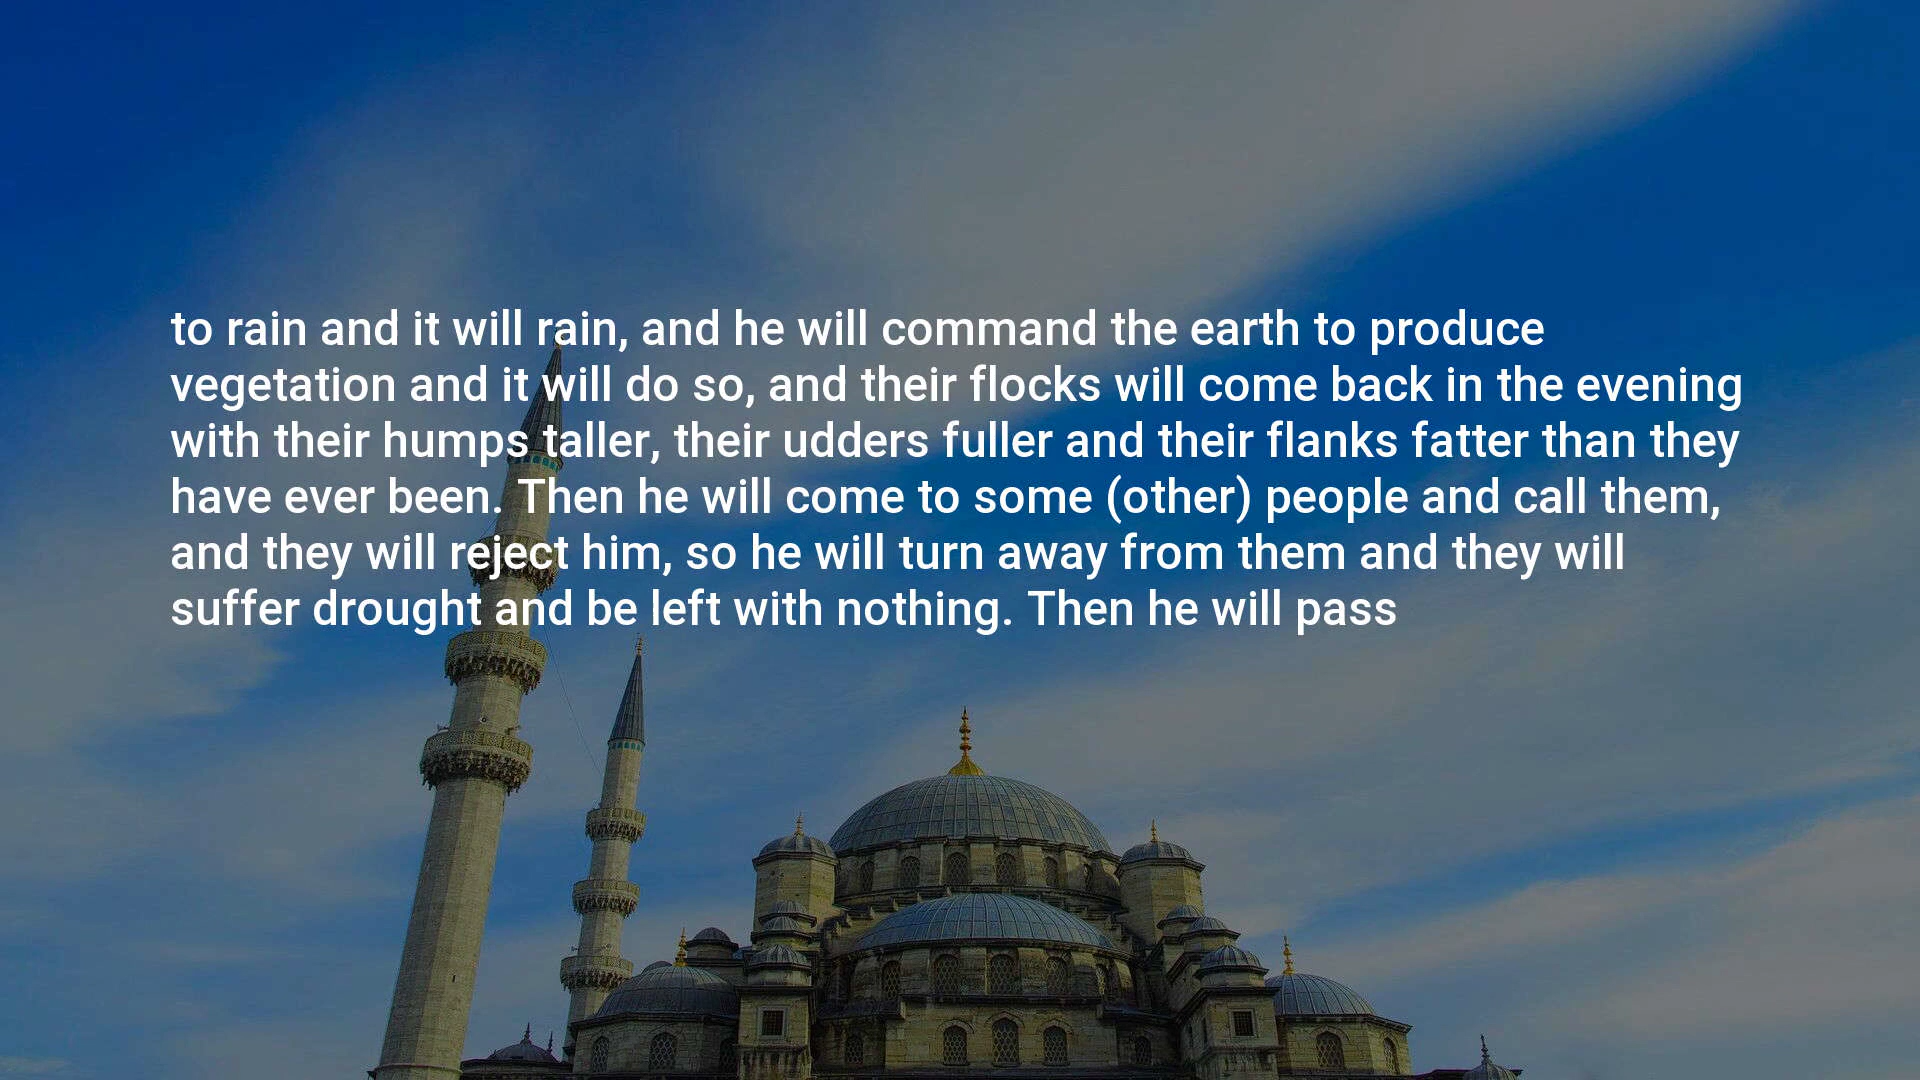 to rain and it will rain, and he will command the earth to produce
vegetation and it will do so, and their flocks will come back in the evening
with their humps taller, their udders fuller and their flanks fatter than they
have ever been. Then he will come to some (other) people and call them,
and they will reject him, so he will turn away from them and they will
suffer drought and be left with nothing. Then he will pass